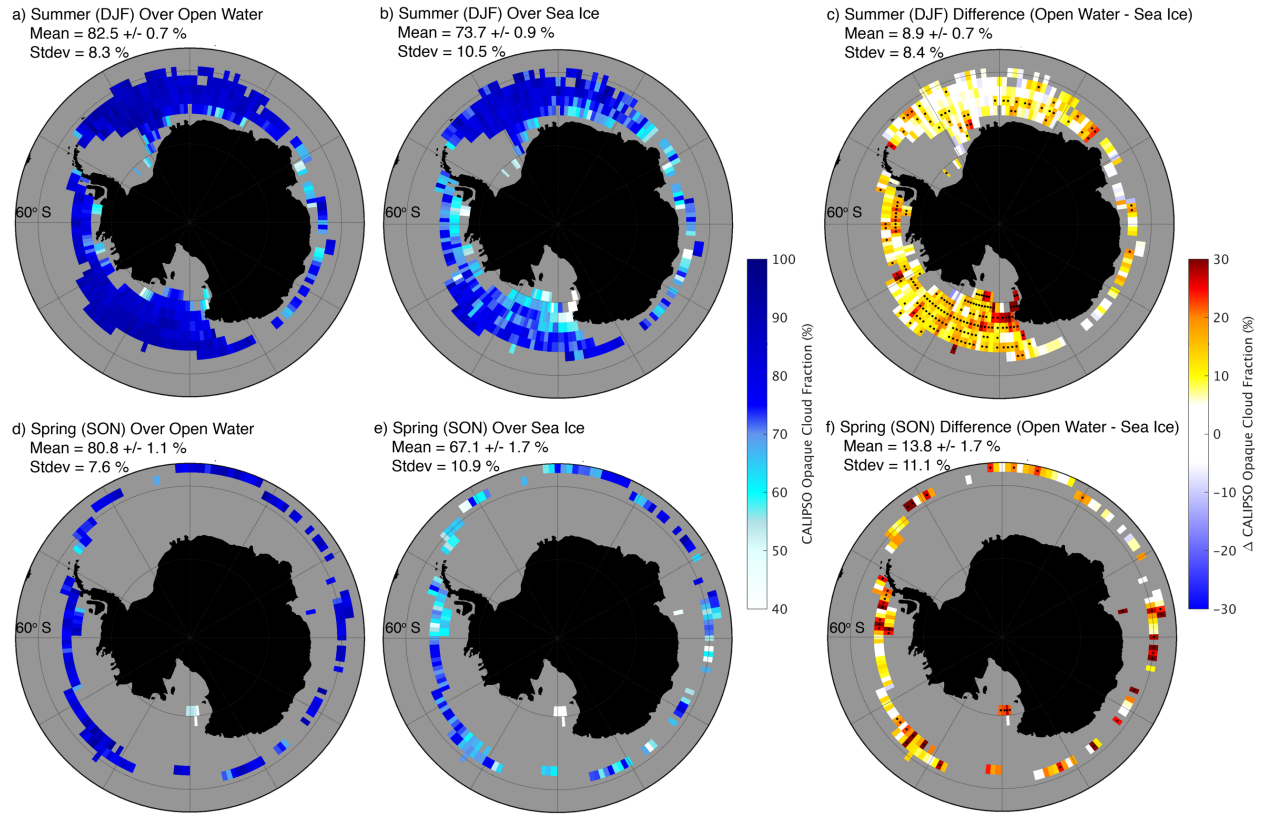 a) Summer (DJF) Over Open Water
Mean = 82.5 +/- 0.7 %
Stdev = 8.3 %
b) Summer (DJF) Over Sea Ice
Mean = 73.7 +/- 0.9 %
Stdev = 10.5 %
c) Summer (DJF) Difference (Open Water - Sea Ice)
Mean = 8.9 +/- 0.7 %
Stdev = 8.4 %
60° S
60° S
60° S
100
90
80
70
60
50
40
CALIPSO Opaque Cloud Fraction (%)
30
20
10
0
−10
−20
−30
Δ CALIPSO Opaque Cloud Fraction (%)
d) Spring (SON) Over Open Water
Mean = 80.8 +/- 1.1 %
Stdev = 7.6 %
e) Spring (SON) Over Sea Ice
Mean = 67.1 +/- 1.7 %
Stdev = 10.9 %
f) Spring (SON) Difference (Open Water - Sea Ice)
Mean = 13.8 +/- 1.7 %
Stdev = 11.1 %
60° S
60° S
60° S